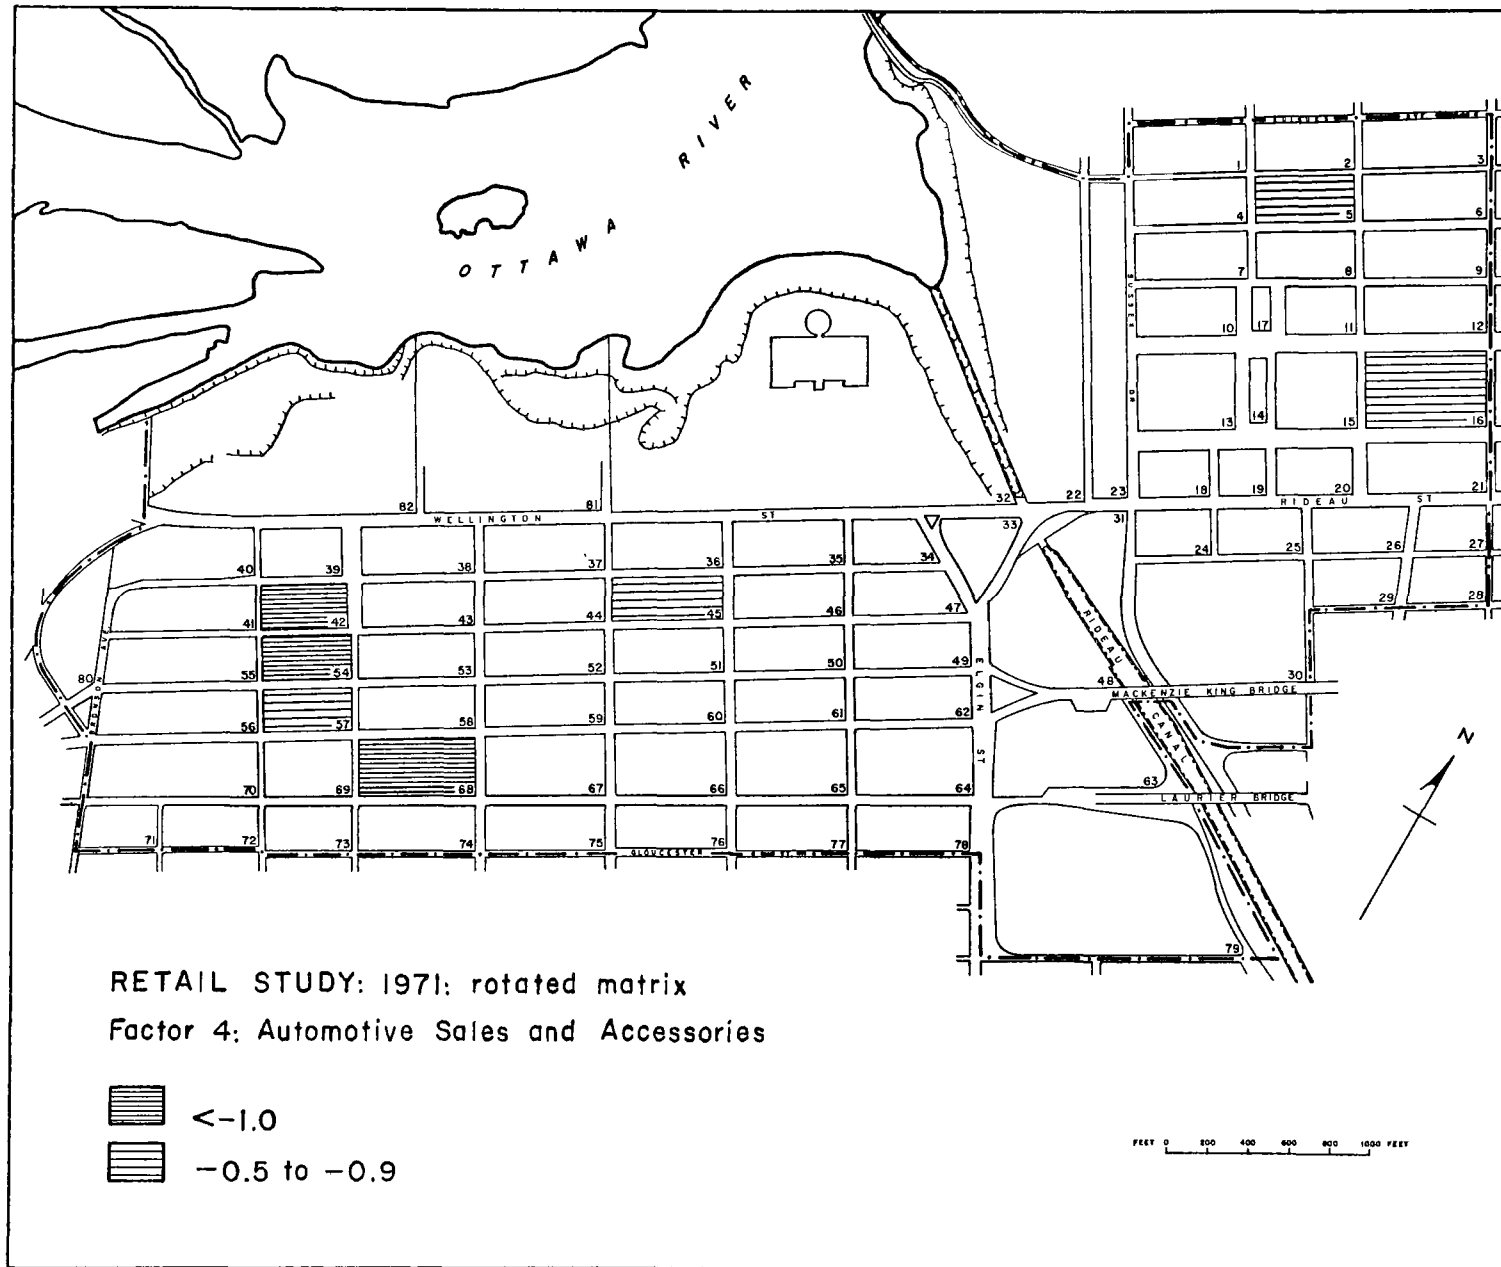 OTTAWA RIVER
SUSSEX DR
RIDEAU ST
WELLINGTON ST
BRONSON AVE
ELGIN ST
RIDEAU CANAL
MACKENZIE KING BRIDGE
LAURIER BRIDGE
GLOUCESTER ST
N
1 2 3
4 5 6
7 8 9
10 17 11 12
13 14 15 16
18 19 20 21
82 81 32 22 23
33 31 24 25 26 27
40 39 38 37 36 35 34
41 42 43 44 45 46 47
29 28
55 54 53 52 51 50 49
80 48 30
56 57 58 59 60 61 62
70 69 68 67 66 65 64 63
71 72 73 74 75 76 77 78
79
RETAIL STUDY: 1971: rotated matrix
Factor 4: Automotive Sales and Accessories
<-1.0
-0.5 to -0.9
FEET 0 200 400 600 800 1000 FEET